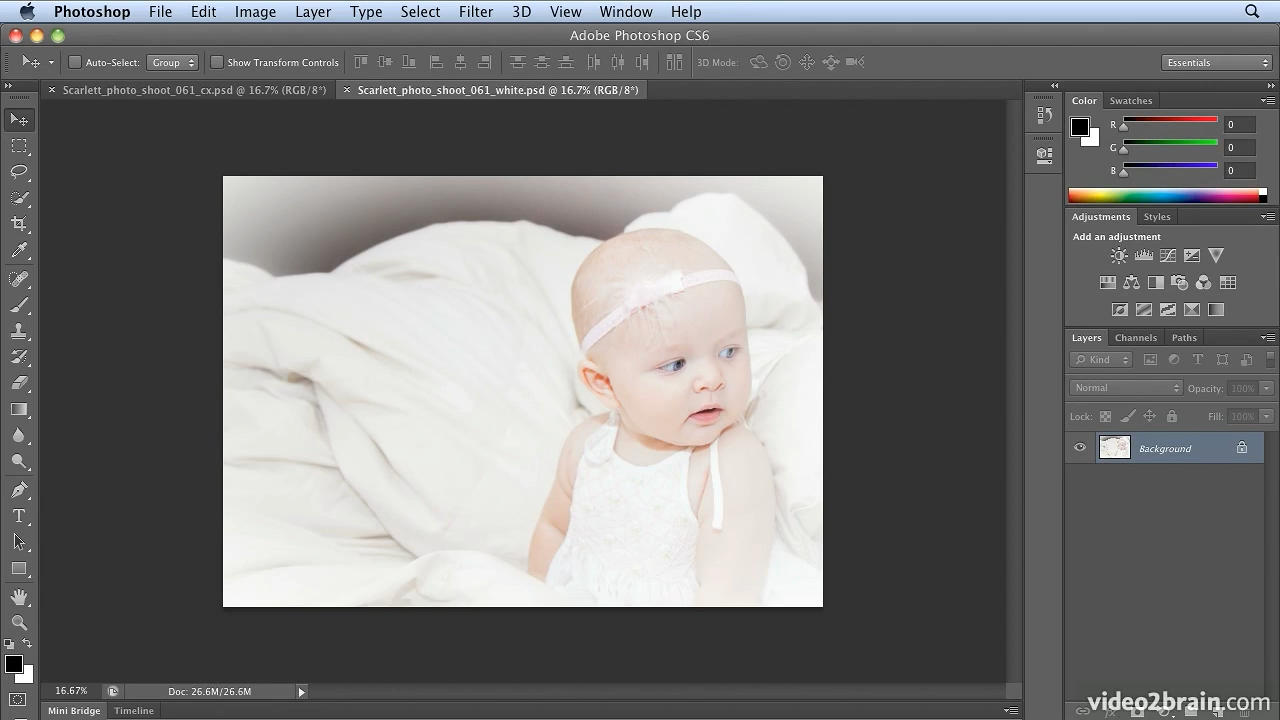 Photoshop File Edit Image Layer Type Select Filter 3D View Window Help
Adobe Photoshop CS6
Auto-Select: Group Show Transform Controls 3D Mode: Essentials
× Scarlett_photo_shoot_061_cx.psd @ 16.7% (RGB/8*) × Scarlett_photo_shoot_061_white.psd @ 16.7% (RGB/8*)
Color Swatches
R 0
G 0
B 0
Adjustments Styles
Add an adjustment
Layers Channels Paths
Kind
Normal Opacity: 100%
Lock: Fill: 100%
Background
16.67% Doc: 26.6M/26.6M
Mini Bridge Timeline
video2brain.com